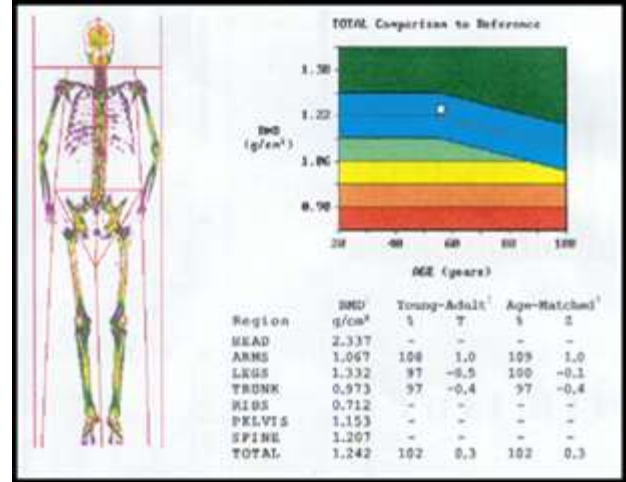 TOTAL Comparison to Reference
1.38
1.22
1.06
0.90
BMD
(g/cm²)
20 40 60 80 100
AGE (years)
BMD¹ Young-Adult² Age-Matched³
Region g/cm² % T % Z
HEAD 2.337 - - - -
ARMS 1.067 108 1.0 109 1.0
LEGS 1.332 97 -0.5 100 -0.1
TRUNK 0.973 97 -0.4 97 -0.4
RIBS 0.712 - - - -
PELVIS 1.153 - - - -
SPINE 1.207 - - - -
TOTAL 1.242 102 0.3 102 0.3